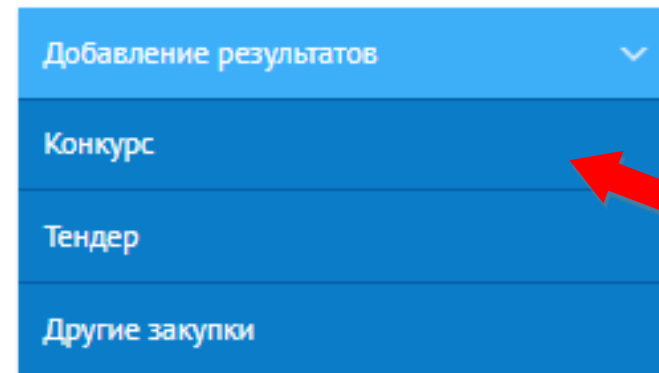 Добавление результатов
Конкурс
Тендер
Другие закупки